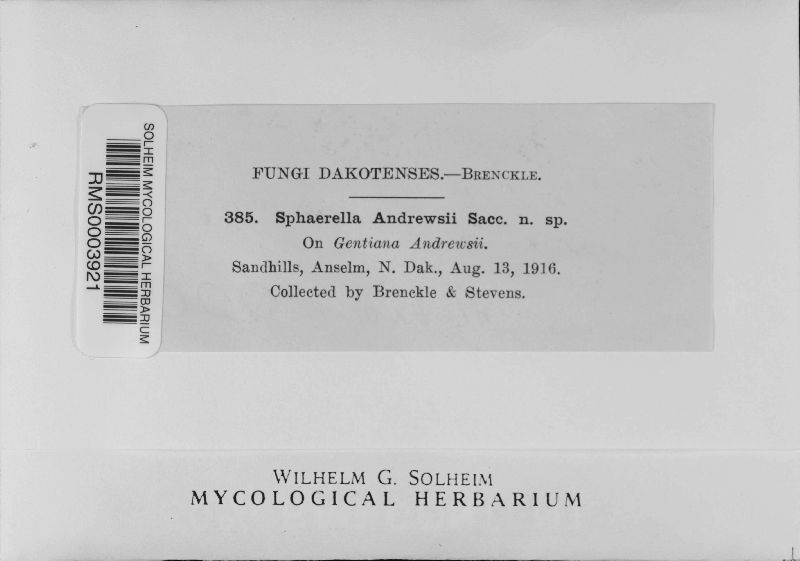 SOLHEIM MYCOLOGICAL HERBARIUM
RMS0003921
FUNGI DAKOTENSES.—BRENCKLE.
385. Sphaerella Andrewsii Sacc. n. sp.
On Gentiana Andrewsii.
Sandhills, Anselm, N. Dak., Aug. 13, 1916.
Collected by Brenckle & Stevens.
WILHELM G. SOLHEIM
MYCOLOGICAL HERBARIUM